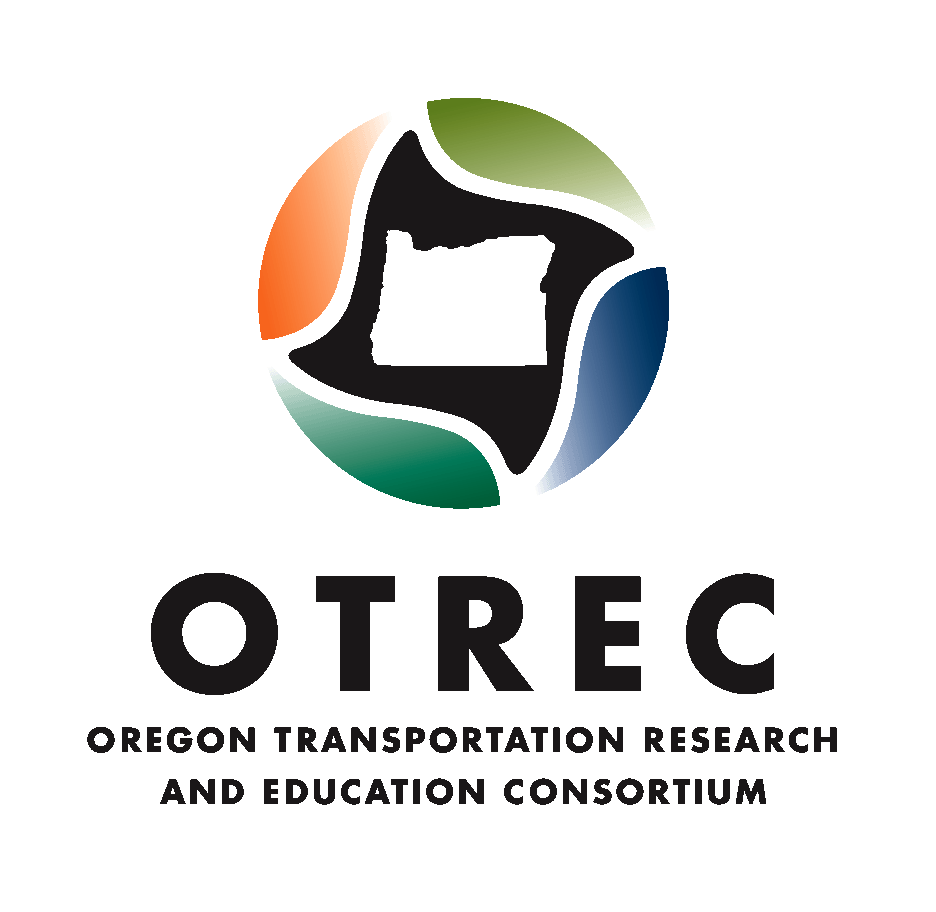 OTREC
OREGON TRANSPORTATION RESEARCH
AND EDUCATION CONSORTIUM